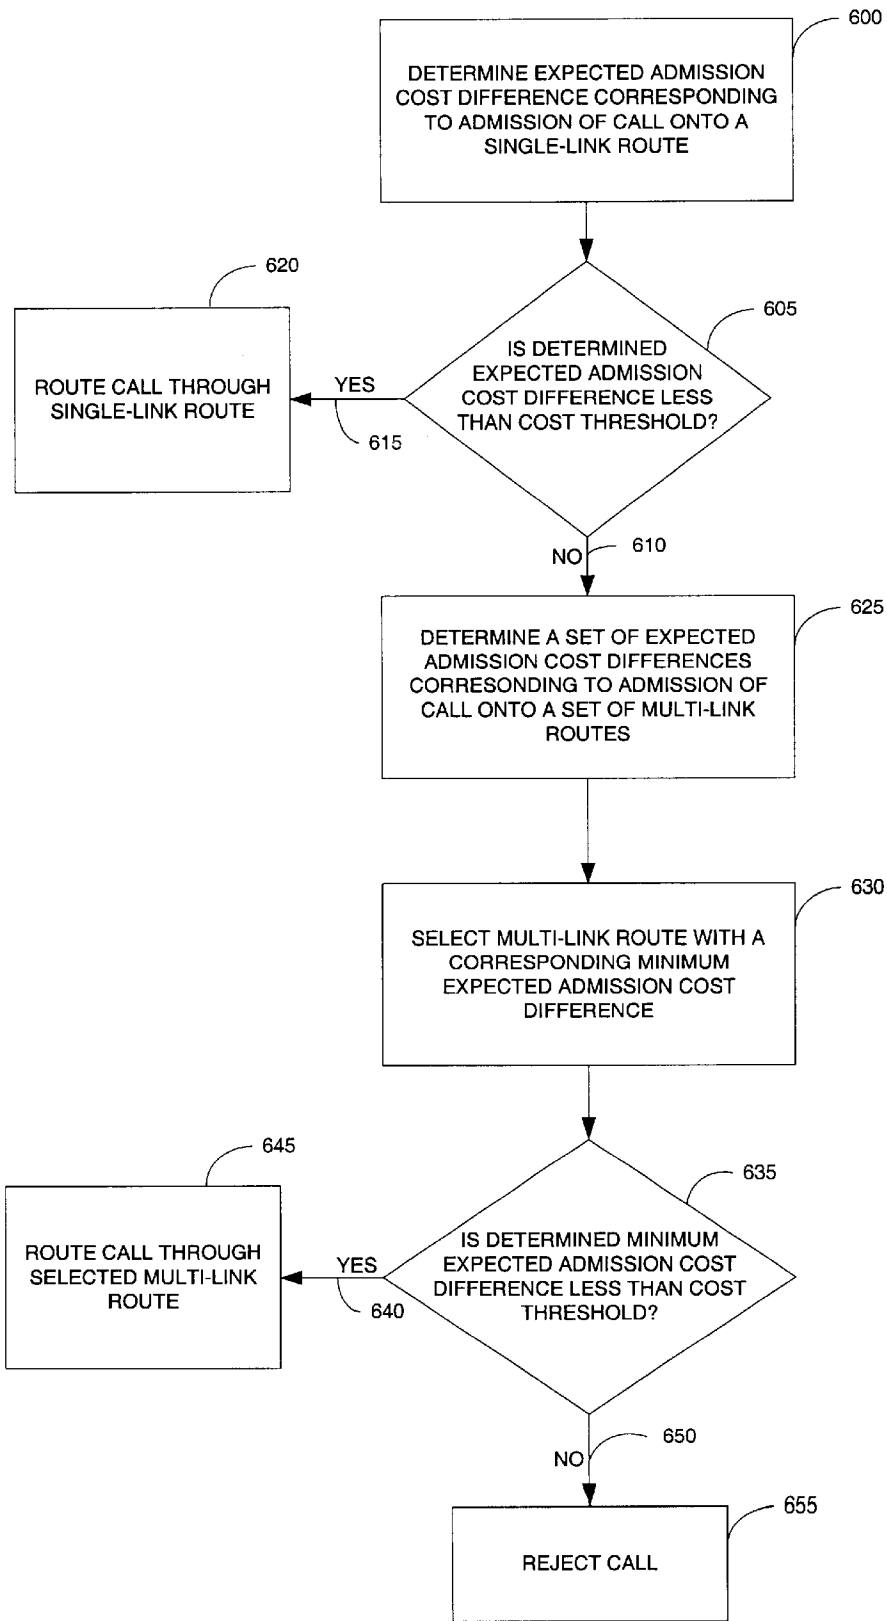 600
DETERMINE EXPECTED ADMISSION
COST DIFFERENCE CORRESPONDING
TO ADMISSION OF CALL ONTO A
SINGLE-LINK ROUTE
620
605
IS DETERMINED
EXPECTED ADMISSION
COST DIFFERENCE LESS
THAN COST THRESHOLD?
YES
615
ROUTE CALL THROUGH
SINGLE-LINK ROUTE
NO
610
625
DETERMINE A SET OF EXPECTED
ADMISSION COST DIFFERENCES
CORRESONDING TO ADMISSION OF
CALL ONTO A SET OF MULTI-LINK
ROUTES
630
SELECT MULTI-LINK ROUTE WITH A
CORRESPONDING MINIMUM
EXPECTED ADMISSION COST
DIFFERENCE
645
635
IS DETERMINED MINIMUM
EXPECTED ADMISSION COST
DIFFERENCE LESS THAN COST
THRESHOLD?
YES
640
ROUTE CALL THROUGH
SELECTED MULTI-LINK
ROUTE
NO
650
655
REJECT CALL